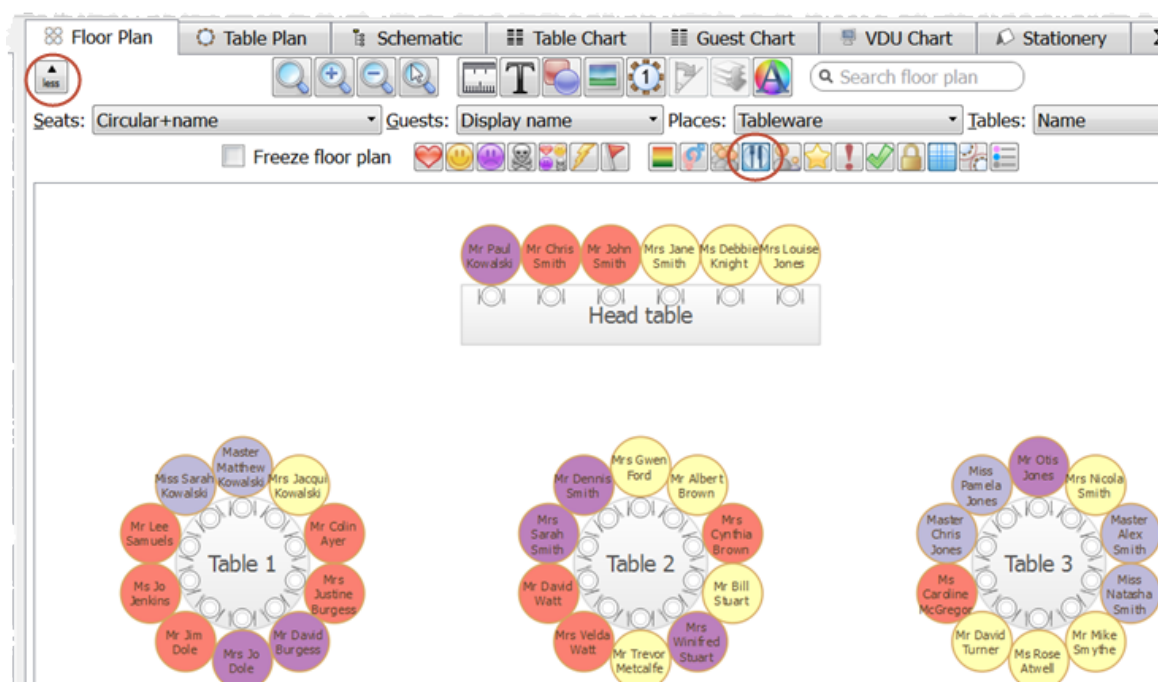 Floor Plan Table Plan Schematic Table Chart Guest Chart VDU Chart Stationery
less T 1 A Search floor plan
Seats: Circular+name Guests: Display name Places: Tableware Tables: Name
Freeze floor plan
Mr Paul
Kowalski
Mr Chris
Smith
Mr John
Smith
Mrs Jane
Smith
Ms Debbie
Knight
Mrs Louise
Jones
Head table
Master
Matthew
Kowalski
Mrs Jacqui
Kowalski
Mr Colin
Ayer
Mrs
Justine
Burgess
Mr David
Burgess
Mrs Jo
Dole
Mr Jim
Dole
Ms Jo
Jenkins
Mr Lee
Samuels
Miss Sarah
Kowalski
Table 1
Mrs Gwen
Ford
Mr Albert
Brown
Mrs
Cynthia
Brown
Mr Bill
Stuart
Mrs
Winifred
Stuart
Mr Trevor
Metcalfe
Mrs Velda
Watt
Mr David
Watt
Mrs
Sarah
Smith
Mr Dennis
Smith
Table 2
Mr Otis
Jones
Mrs Nicola
Smith
Master
Alex
Smith
Miss
Natasha
Smith
Mr Mike
Smythe
Ms Rose
Atwell
Mr David
Turner
Ms
Caroline
McGregor
Master
Chris
Jones
Miss
Pamela
Jones
Table 3